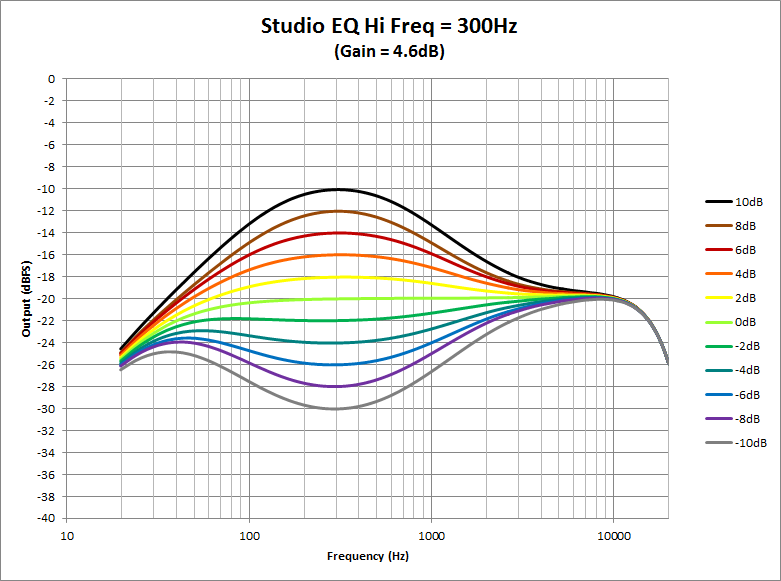 Studio EQ Hi Freq = 300Hz
(Gain = 4.6dB)
Output (dBFS)
0
-2
-4
-6
-8
-10
-12
-14
-16
-18
-20
-22
-24
-26
-28
-30
-32
-34
-36
-38
-40
10
100
1000
10000
Frequency (Hz)
10dB
8dB
6dB
4dB
2dB
0dB
-2dB
-4dB
-6dB
-8dB
-10dB